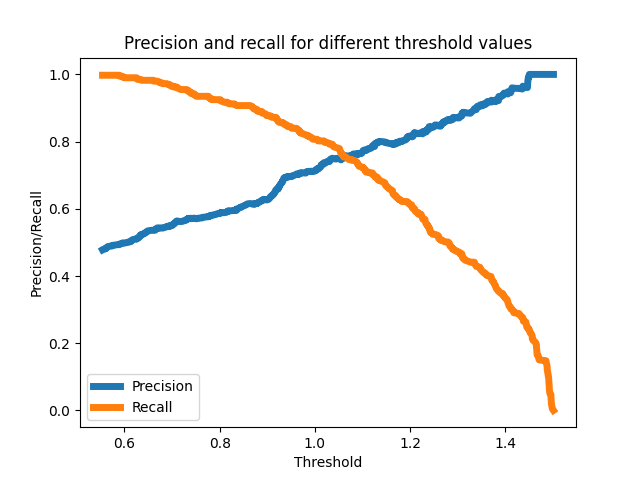 Precision and recall for different threshold values
Precision/Recall
1.0
0.8
0.6
0.4
0.2
0.0
Precision
Recall
0.6 0.8 1.0 1.2 1.4
Threshold